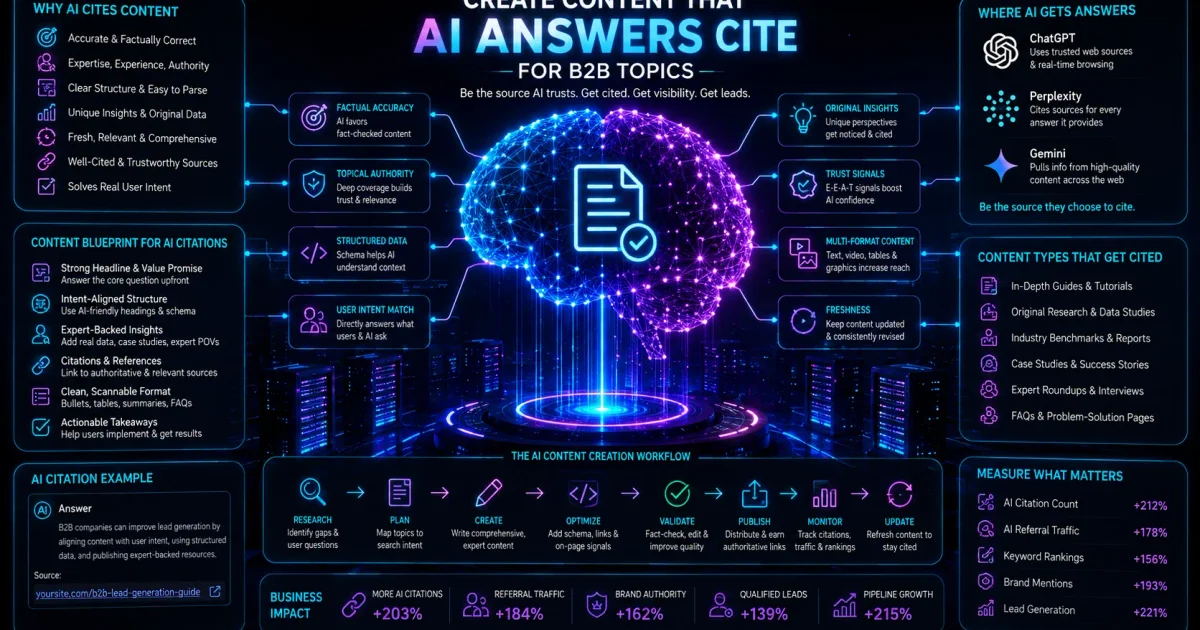 CREATE CONTENT THAT
AI ANSWERS CITE
FOR B2B TOPICS
Be the source AI trusts. Get cited. Get visibility. Get leads.
WHY AI CITES CONTENT
Accurate & Factually Correct
Expertise, Experience, Authority
Clear Structure & Easy to Parse
Unique Insights & Original Data
Fresh, Relevant & Comprehensive
Well-Cited & Trustworthy Sources
Solves Real User Intent
CONTENT BLUEPRINT FOR AI CITATIONS
Strong Headline & Value Promise
Answer the core question upfront
Intent-Aligned Structure
Use AI-friendly headings & schema
Expert-Backed Insights
Add real data, case studies, expert POVs
Citations & References
Link to authoritative & relevant sources
Clean, Scannable Format
Bullets, tables, summaries, FAQs
Actionable Takeaways
Help users implement & get results
AI CITATION EXAMPLE
AI
Answer
B2B companies can improve lead generation by
aligning content with user intent, using structured
data, and publishing expert-backed resources.
Source:
yoursite.com/b2b-lead-generation-guide
FACTUAL ACCURACY
AI favors
fact-checked content
TOPICAL AUTHORITY
Deep coverage builds
trust & relevance
STRUCTURED DATA
Schema helps AI
understand context
USER INTENT MATCH
Directly answers what
users & AI ask
ORIGINAL INSIGHTS
Unique perspectives
get noticed & cited
TRUST SIGNALS
E-E-A-T signals boost
AI confidence
MULTI-FORMAT CONTENT
Text, video, tables &
graphics increase reach
FRESHNESS
Keep content updated
& consistently revised
WHERE AI GETS ANSWERS
ChatGPT
Uses trusted web sources
& real-time browsing
Perplexity
Cites sources for every
answer it provides
Gemini
Pulls info from high-quality
content across the web
Be the source they choose to cite.
CONTENT TYPES THAT GET CITED
In-Depth Guides & Tutorials
Original Research & Data Studies
Industry Benchmarks & Reports
Case Studies & Success Stories
Expert Roundups & Interviews
FAQs & Problem-Solution Pages
MEASURE WHAT MATTERS
AI Citation Count +212%
AI Referral Traffic +178%
Keyword Rankings +156%
Brand Mentions +193%
Lead Generation +221%
THE AI CONTENT CREATION WORKFLOW
RESEARCH
Identify gaps &
user questions
PLAN
Map topics to
search intent
CREATE
Write comprehensive,
expert content
OPTIMIZE
Add schema, links &
on-page signals
VALIDATE
Fact-check, edit &
improve quality
PUBLISH
Distribute & earn
authoritative links
MONITOR
Track citations,
traffic & rankings
UPDATE
Refresh content to
stay cited
BUSINESS
IMPACT
MORE AI CITATIONS
+203%
REFERRAL TRAFFIC
+184%
BRAND AUTHORITY
+162%
QUALIFIED LEADS
+139%
PIPELINE GROWTH
+215%